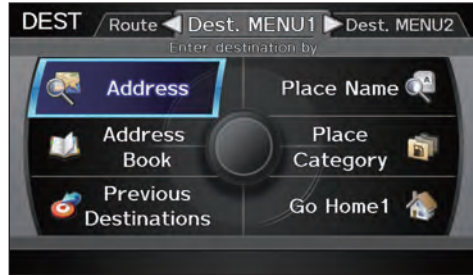 DEST Route Dest. MENU1 Dest. MENU2
Enter destination by
Address
Place Name
Address
Book
Place
Category
Previous
Destinations
Go Home1